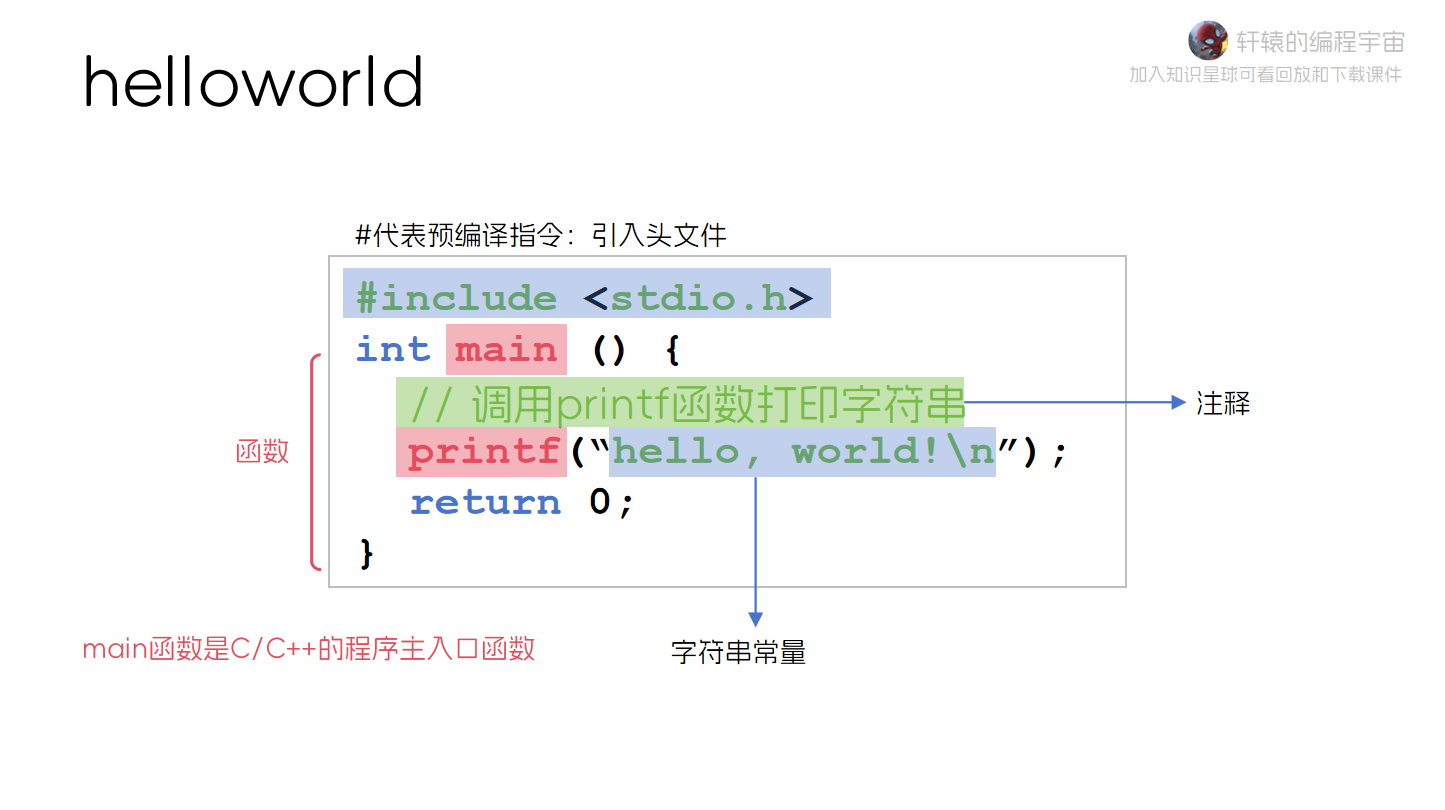 轩辕的编程宇宙
加入知识星球可看回放和下载课件
helloworld
#代表预编译指令：引入头文件
#include <stdio.h>
int main () {
// 调用printf函数打印字符串
注释
函数
printf(“hello, world!\n”);
return 0;
}
main函数是C/C++的程序主入口函数
字符串常量